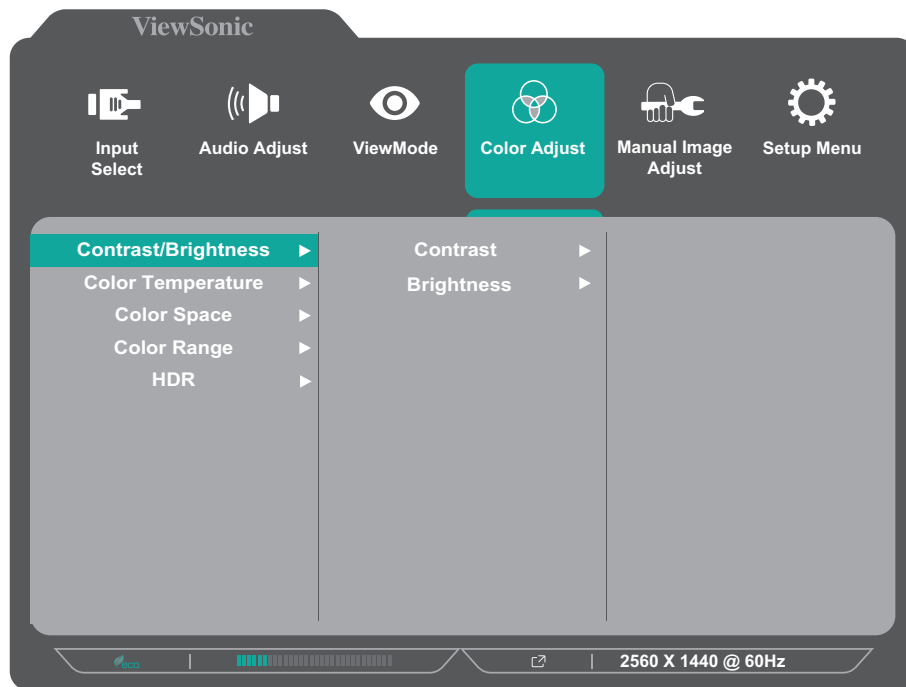 ViewSonic
Input Select
Audio Adjust
ViewMode
Color Adjust
Manual Image Adjust
Setup Menu
Contrast/Brightness
Color Temperature
Color Space
Color Range
HDR
Contrast
Brightness
eco
2560 X 1440 @ 60Hz